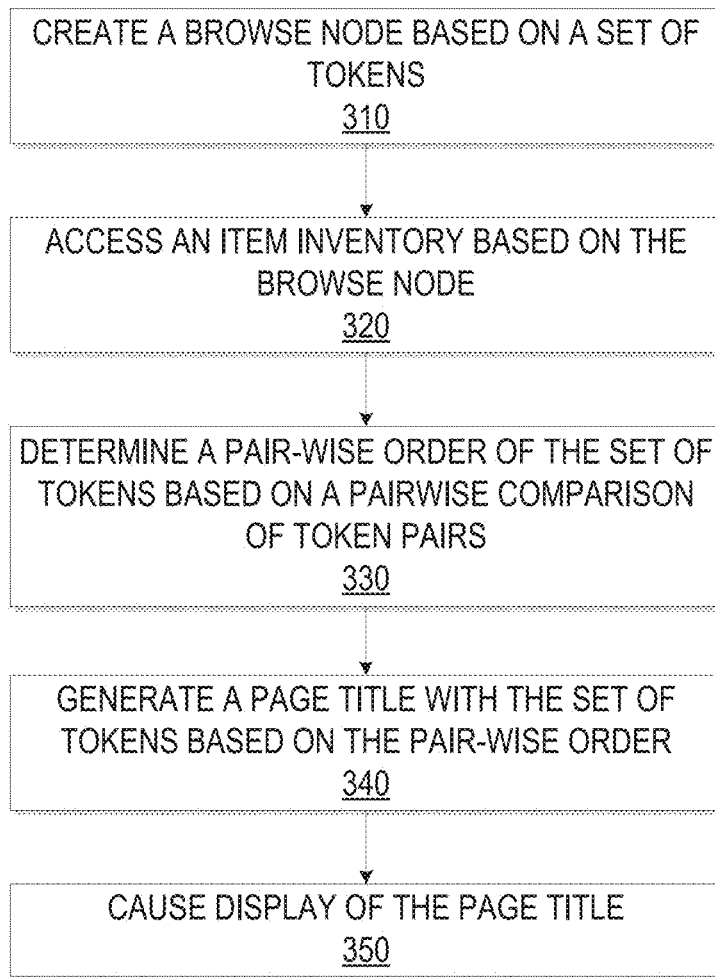 CREATE A BROWSE NODE BASED ON A SET OF
TOKENS
310
ACCESS AN ITEM INVENTORY BASED ON THE
BROWSE NODE
320
DETERMINE A PAIR-WISE ORDER OF THE SET OF
TOKENS BASED ON A PAIRWISE COMPARISON
OF TOKEN PAIRS
330
GENERATE A PAGE TITLE WITH THE SET OF
TOKENS BASED ON THE PAIR-WISE ORDER
340
CAUSE DISPLAY OF THE PAGE TITLE
350